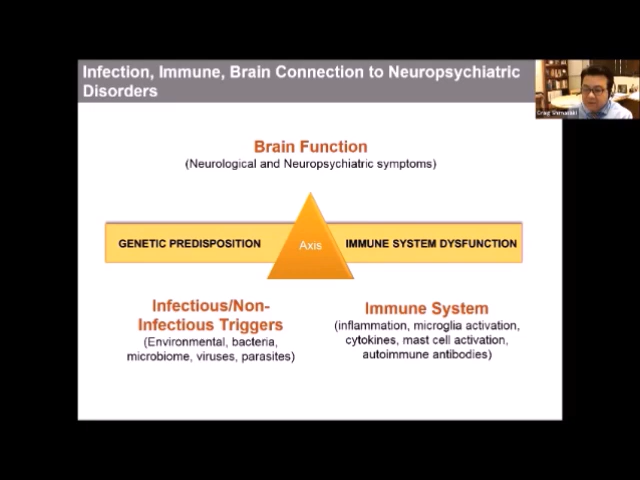 Infection, Immune, Brain Connection to Neuropsychiatric
Disorders
Brain Function
(Neurological and Neuropsychiatric symptoms)
GENETIC PREDISPOSITION
Axis
IMMUNE SYSTEM DYSFUNCTION
Infectious/Non-
Infectious Triggers
(Environmental, bacteria,
microbiome, viruses, parasites)
Immune System
(inflammation, microglia activation,
cytokines, mast cell activation,
autoimmune antibodies)
Craig